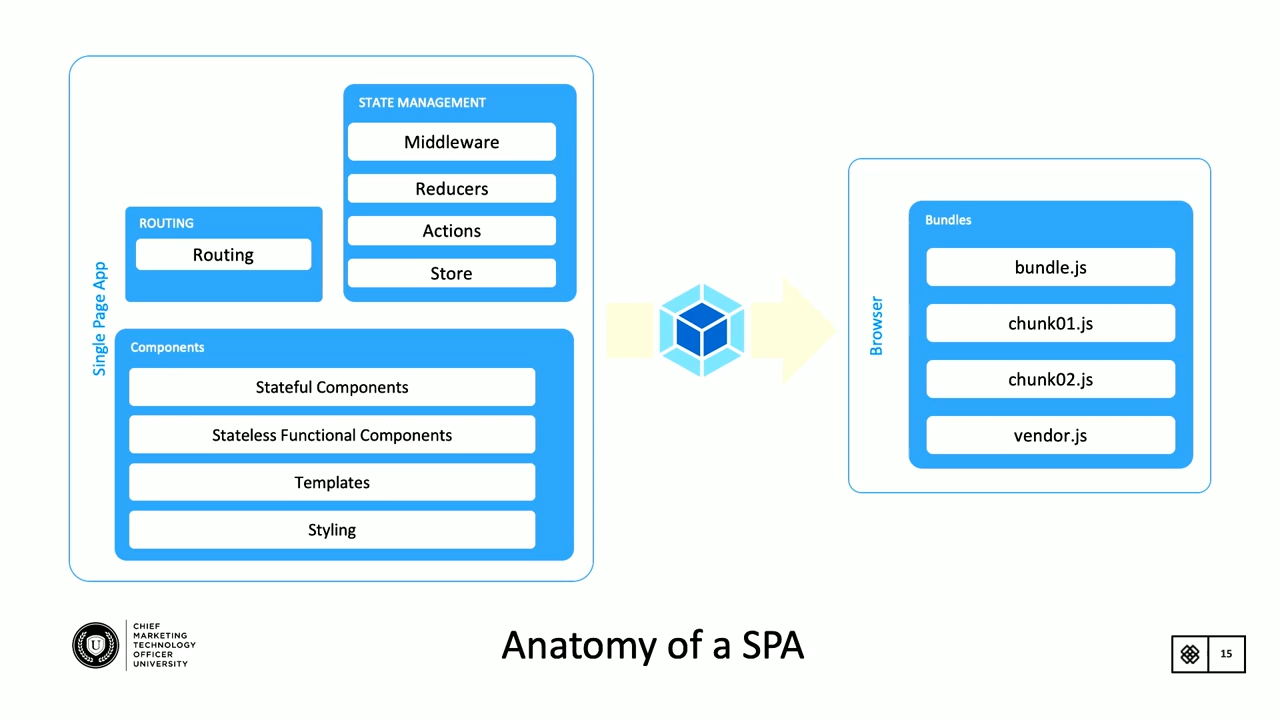 Single Page App
STATE MANAGEMENT
Middleware
Reducers
Actions
Store
ROUTING
Routing
Components
Stateful Components
Stateless Functional Components
Templates
Styling
Browser
Bundles
bundle.js
chunk01.js
chunk02.js
vendor.js
U
CHIEF
MARKETING
TECHNOLOGY
OFFICER
UNIVERSITY
Anatomy of a SPA
15